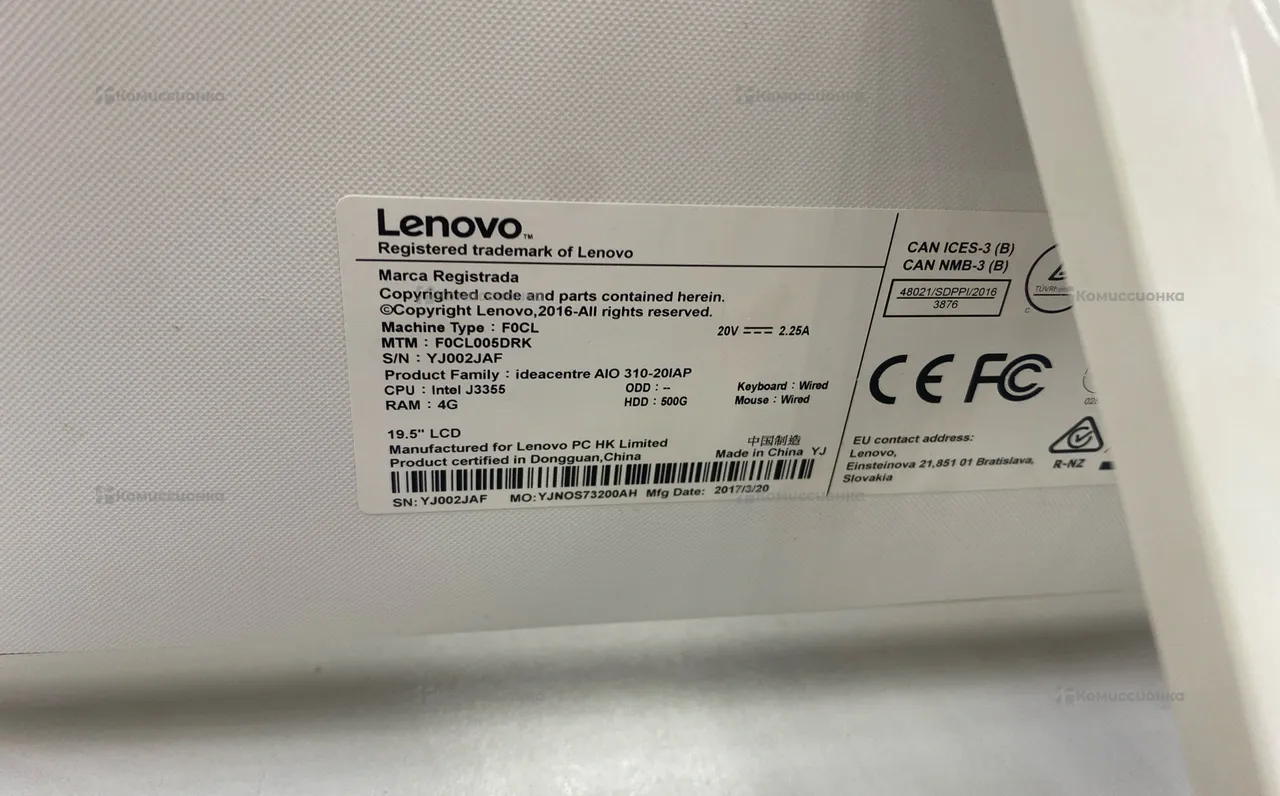 Lenovo™
Registered trademark of Lenovo
Marca Registrada
Copyrighted code and parts contained herein.
©Copyright Lenovo,2016-All rights reserved.
Machine Type : F0CL
20V 2.25A
MTM : F0CL005DRK
S/N : YJ002JAF
Product Family : ideacentre AIO 310-20IAP
CPU : Intel J3355
ODD : --
Keyboard : Wired
RAM : 4G
HDD : 500G
Mouse : Wired
19.5" LCD
Manufactured for Lenovo PC HK Limited
中国制造
Product certified in Dongguan,China
Made in China YJ
SN: YJ002JAF MO: YJNOS73200AH Mfg Date: 2017/3/20
CAN ICES-3 (B)
CAN NMB-3 (B)
48021/SDPPI/2016
3876
C
CE FC
EU contact address:
Lenovo,
Einsteinova 21,851 01 Bratislava,
Slovakia
R-NZ
Комиссионка
Комиссионка
Комиссионка
Комиссионка
Комиссионка
Комиссионка
Комиссионка
Комиссионка